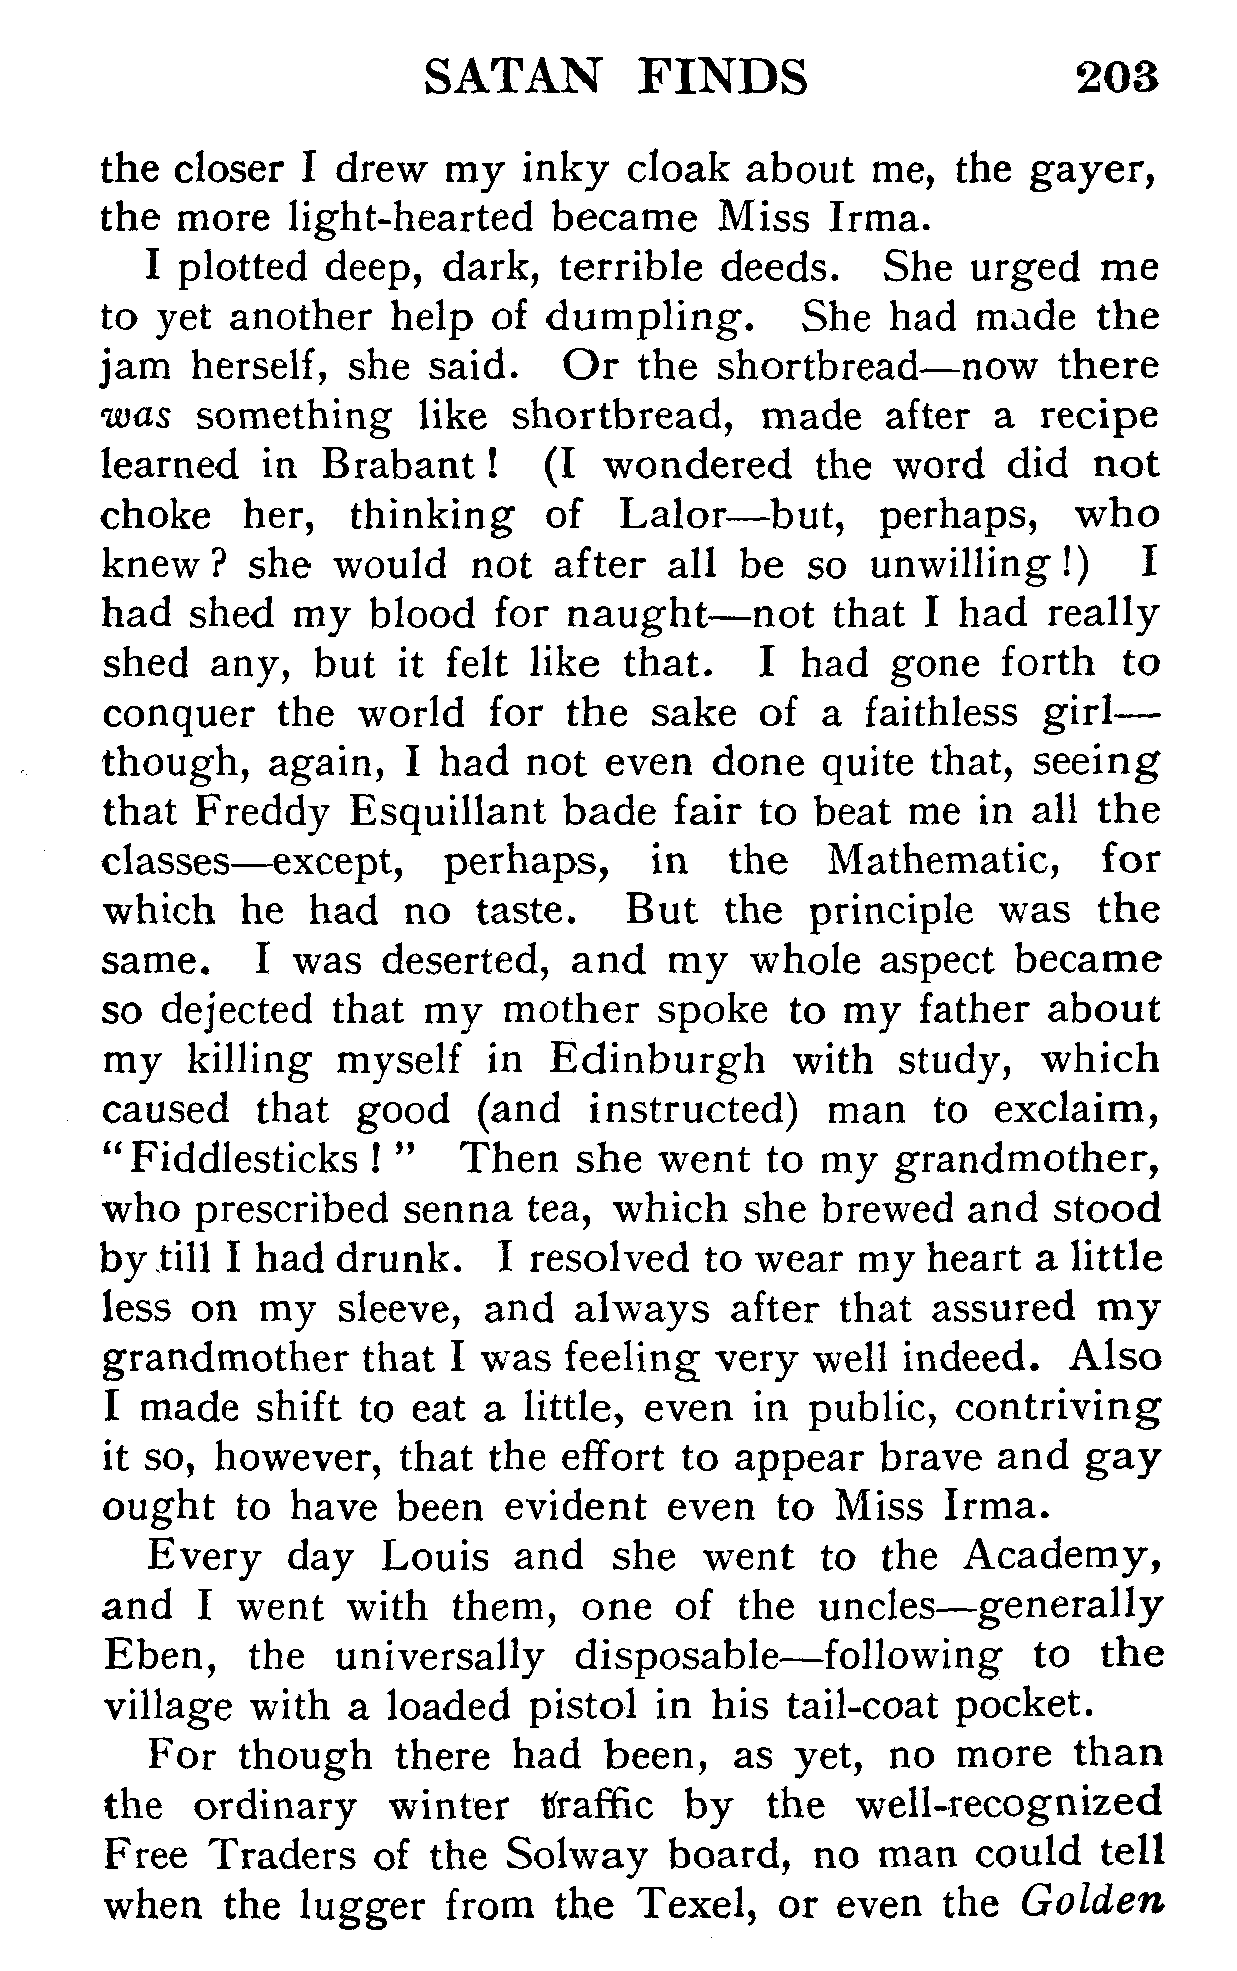 SATAN FINDS 203
the closer I drew my inky cloak about me, the gayer,
the more light-hearted became Miss Irma.
I plotted deep, dark, terrible deeds. She urged me
to yet another help of dumpling. She had made the
jam herself, she said. Or the shortbread—now there
was something like shortbread, made after a recipe
learned in Brabant ! (I wondered the word did not
choke her, thinking of Lalor—but, perhaps, who
knew ? she would not after all be so unwilling !) I
had shed my blood for naught—not that I had really
shed any, but it felt like that. I had gone forth to
conquer the world for the sake of a faithless girl—
though, again, I had not even done quite that, seeing
that Freddy Esquillant bade fair to beat me in all the
classes—except, perhaps, in the Mathematic, for
which he had no taste. But the principle was the
same. I was deserted, and my whole aspect became
so dejected that my mother spoke to my father about
my killing myself in Edinburgh with study, which
caused that good (and instructed) man to exclaim,
“ Fiddlesticks ! ” Then she went to my grandmother,
who prescribed senna tea, which she brewed and stood
by till I had drunk. I resolved to wear my heart a little
less on my sleeve, and always after that assured my
grandmother that I was feeling very well indeed. Also
I made shift to eat a little, even in public, contriving
it so, however, that the effort to appear brave and gay
ought to have been evident even to Miss Irma.
Every day Louis and she went to the Academy,
and I went with them, one of the uncles—generally
Eben, the universally disposable—following to the
village with a loaded pistol in his tail-coat pocket.
For though there had been, as yet, no more than
the ordinary winter traffic by the well-recognized
Free Traders of the Solway board, no man could tell
when the lugger from the Texel, or even the Golden